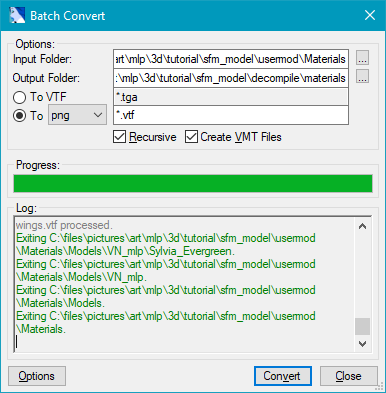 Batch Convert
Options:
Input Folder: art\mlp\3d\tutorial\sfm_model\usermod\Materials ...
Output Folder: :\mlp\3d\tutorial\sfm_model\decompile\materials ...
To VTF *.tga
To png *.vtf
Recursive Create VMT Files
Progress:
Log:
wings.vtf processed.
Exiting C:\files\pictures\art\mlp\3d\tutorial\sfm_model\usermod
\Materials\Models\VN_mlp\Sylvia_Evergreen.
Exiting C:\files\pictures\art\mlp\3d\tutorial\sfm_model\usermod
\Materials\Models\VN_mlp.
Exiting C:\files\pictures\art\mlp\3d\tutorial\sfm_model\usermod
\Materials\Models.
Exiting C:\files\pictures\art\mlp\3d\tutorial\sfm_model\usermod
\Materials.
Options Convert Close